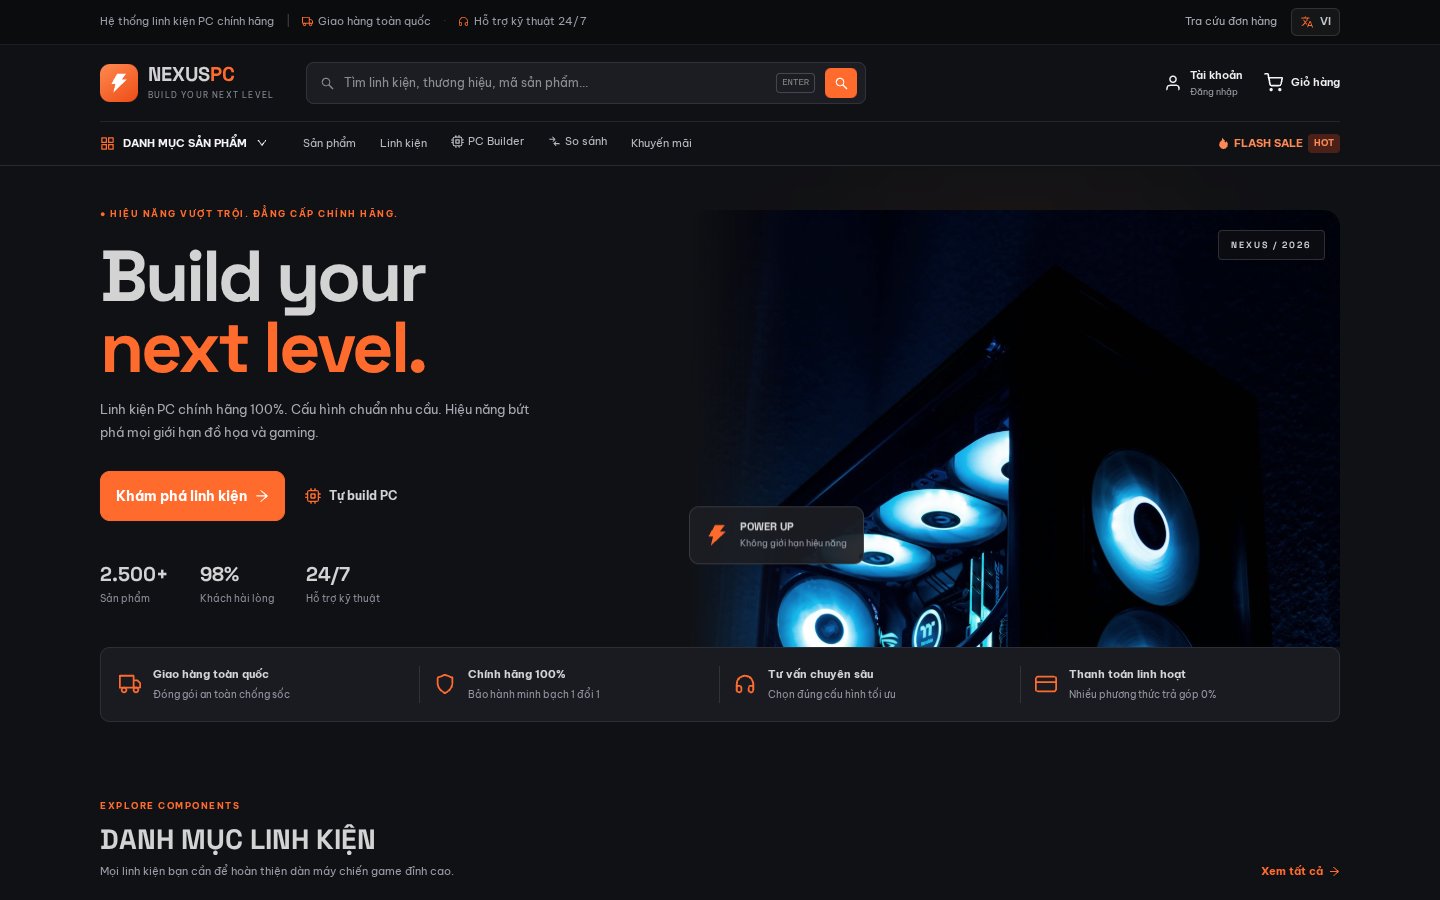 Hệ thống linh kiện PC chính hãng
Giao hàng toàn quốc
Hỗ trợ kỹ thuật 24/7
Tra cứu đơn hàng
VI
NEXUSPC
BUILD YOUR NEXT LEVEL
Tìm linh kiện, thương hiệu, mã sản phẩm...
ENTER
Tài khoản
Đăng nhập
Giỏ hàng
DANH MỤC SẢN PHẨM
Sản phẩm
Linh kiện
PC Builder
So sánh
Khuyến mãi
FLASH SALE
HOT
• HIỆU NĂNG VƯỢT TRỘI. ĐẲNG CẤP CHÍNH HÃNG.
NEXUS / 2026
Build your
next level.
Linh kiện PC chính hãng 100%. Cấu hình chuẩn nhu cầu. Hiệu năng bứt
phá mọi giới hạn đồ họa và gaming.
Khám phá linh kiện
Tự build PC
POWER UP
Không giới hạn hiệu năng
2.500+
Sản phẩm
98%
Khách hài lòng
24/7
Hỗ trợ kỹ thuật
Giao hàng toàn quốc
Đóng gói an toàn chống sốc
Chính hãng 100%
Bảo hành minh bạch 1 đổi 1
Tư vấn chuyên sâu
Chọn đúng cấu hình tối ưu
Thanh toán linh hoạt
Nhiều phương thức trả góp 0%
EXPLORE COMPONENTS
DANH MỤC LINH KIỆN
Mọi linh kiện bạn cần để hoàn thiện dàn máy chiến game đỉnh cao.
Xem tất cả